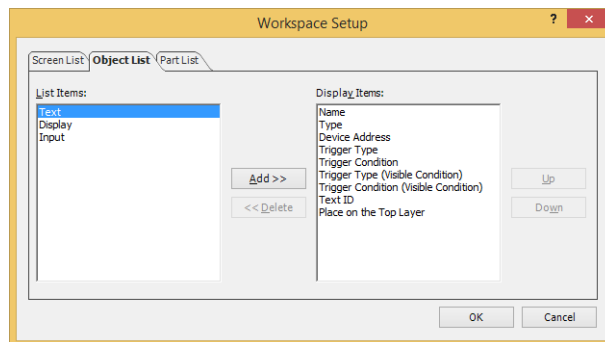 Workspace Setup
?
×
Screen List
Object List
Part List
List Items:
Text
Display
Input
Add >>
<< Delete
Display Items:
Name
Type
Device Address
Trigger Type
Trigger Condition
Trigger Type (Visible Condition)
Trigger Condition (Visible Condition)
Text ID
Place on the Top Layer
Up
Down
OK
Cancel